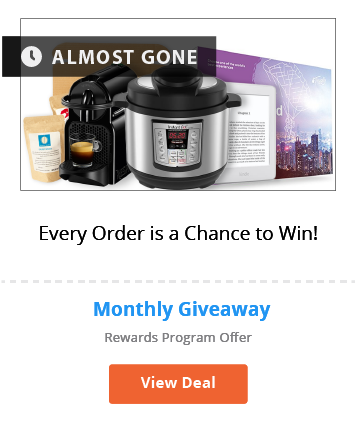 ALMOST GONE
Every Order is a Chance to Win!
Monthly Giveaway
Rewards Program Offer
View Deal